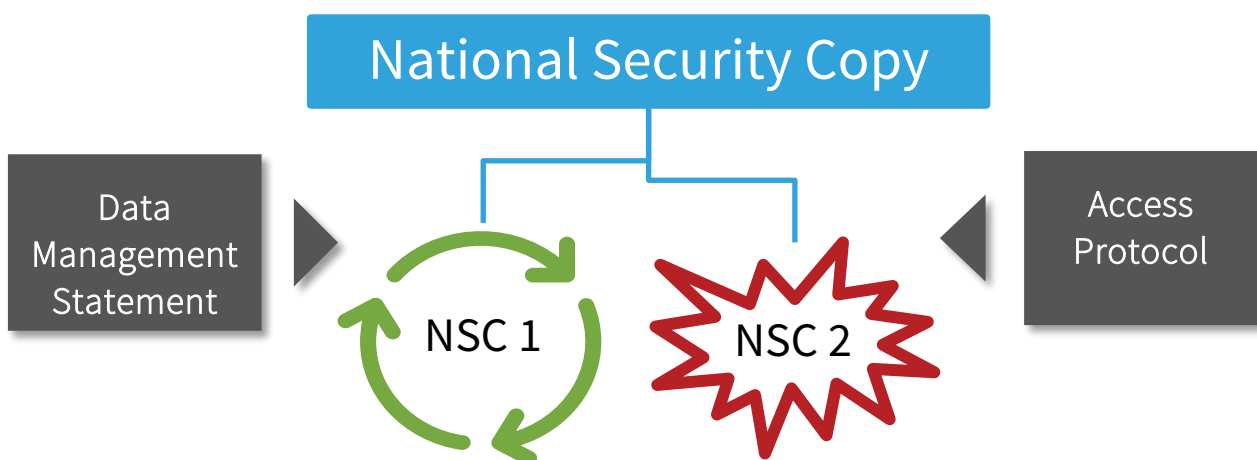 National Security Copy
Data
Management
Statement
NSC 1
NSC 2
Access
Protocol